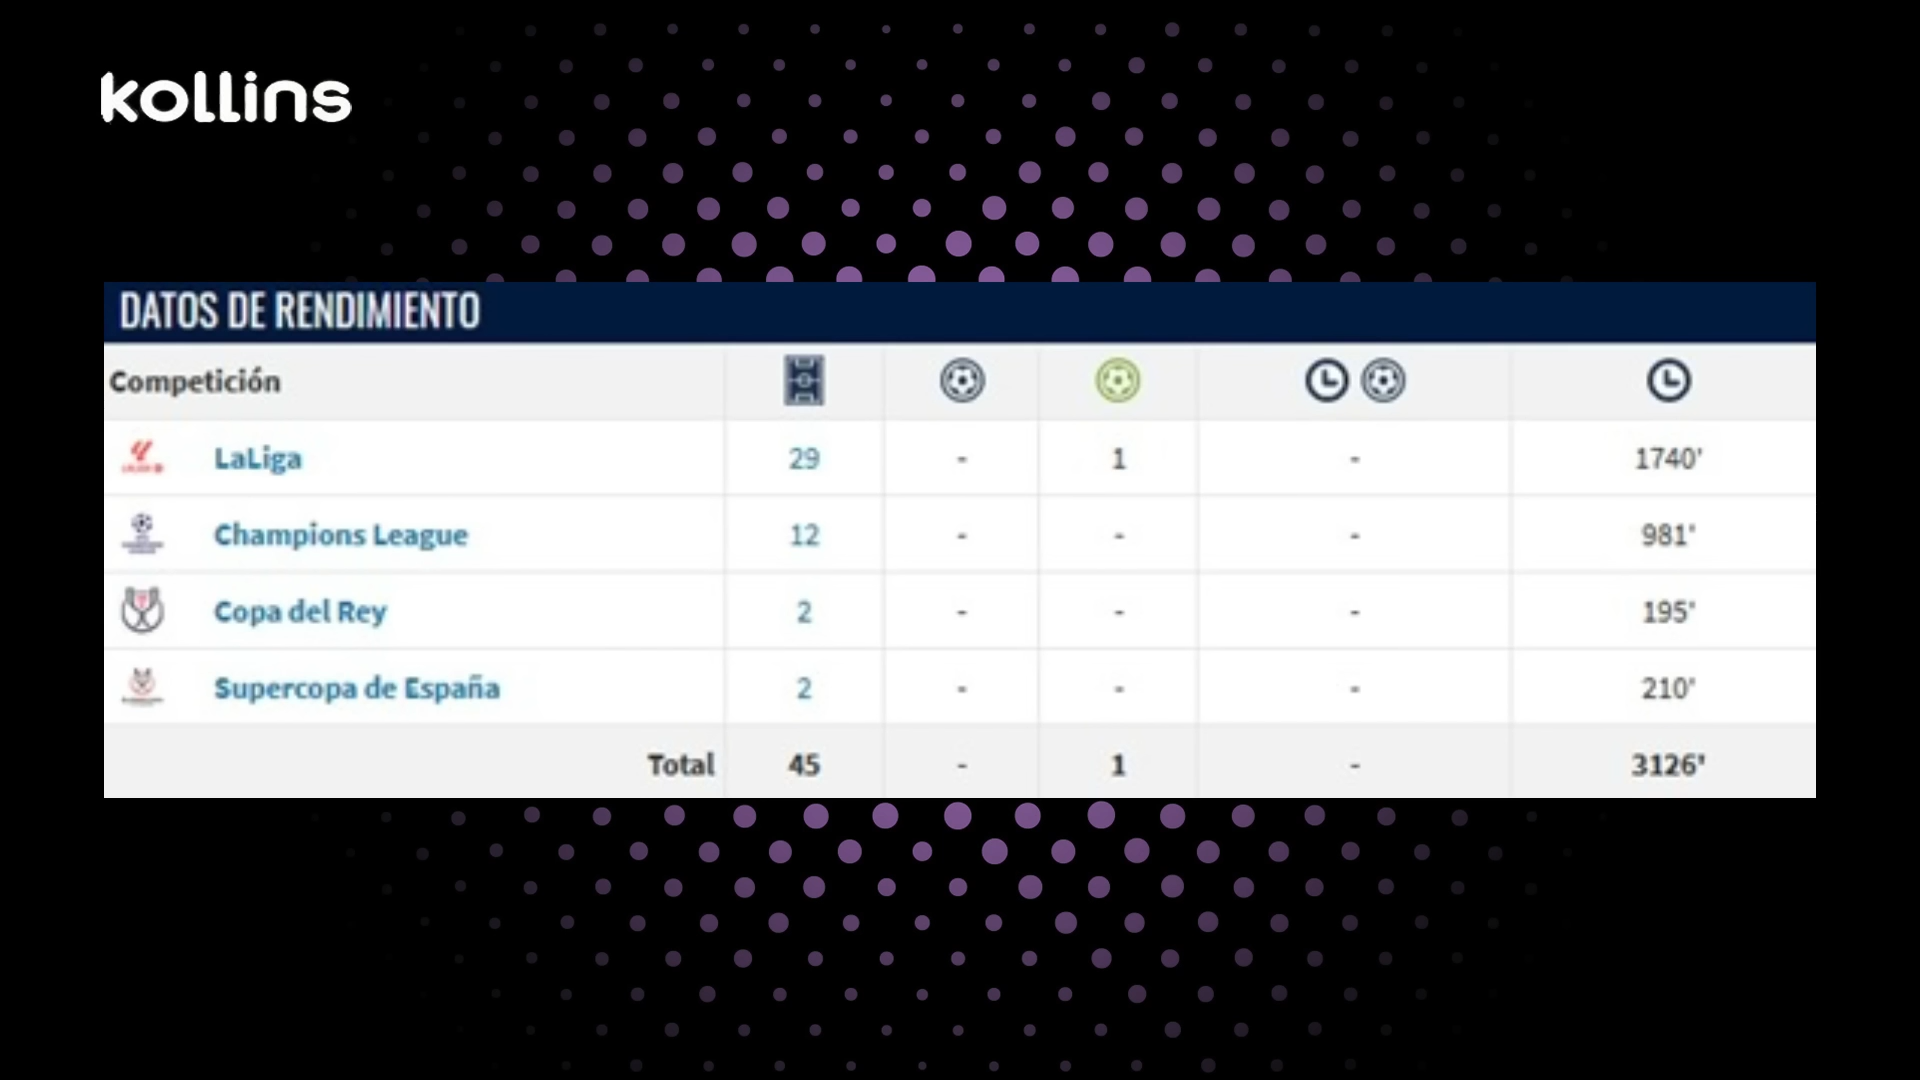 kollins
DATOS DE RENDIMIENTO
Competición
LaLiga 29 - 1 - 1740'
Champions League 12 - - - 981'
Copa del Rey 2 - - - 195'
Supercopa de España 2 - - - 210'
Total 45 - 1 - 3126'